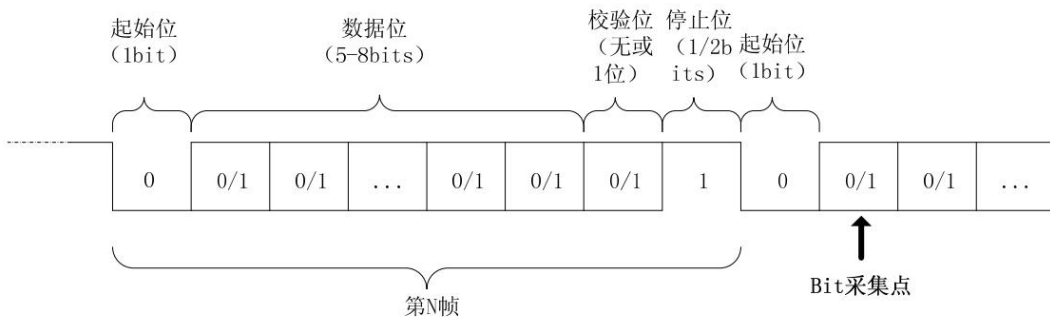 起始位
(1bit)
数据位
(5-8bits)
校验位
(无或
1位)
停止位
(1/2b
its)
起始位
(1bit)
0 0/1 0/1 ... 0/1 0/1 0/1 1 0 0/1 0/1 ...
第N帧
Bit采集点